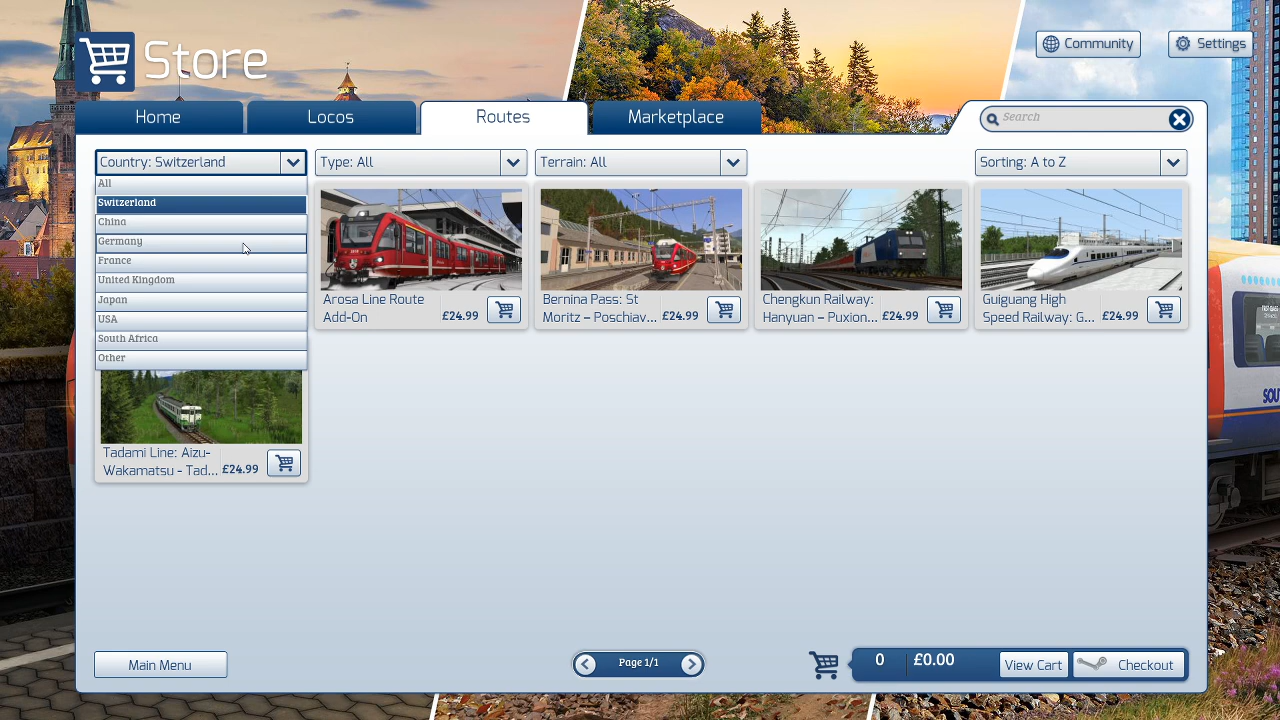 Store
Community
Settings
Home
Locos
Routes
Marketplace
Search
Country: Switzerland
Type: All
Terrain: All
Sorting: A to Z
All
Switzerland
China
Germany
France
United Kingdom
Japan
USA
South Africa
Other
Arosa Line Route
Add-On
£24.99
Bernina Pass: St
Moritz – Poschiav...
£24.99
Chengkun Railway:
Hanyuan – Puxion...
£24.99
Guiguang High
Speed Railway: G...
£24.99
Tadami Line: Aizu-
Wakamatsu - Tad...
£24.99
Main Menu
Page 1/1
0
£0.00
View Cart
Checkout
SOU